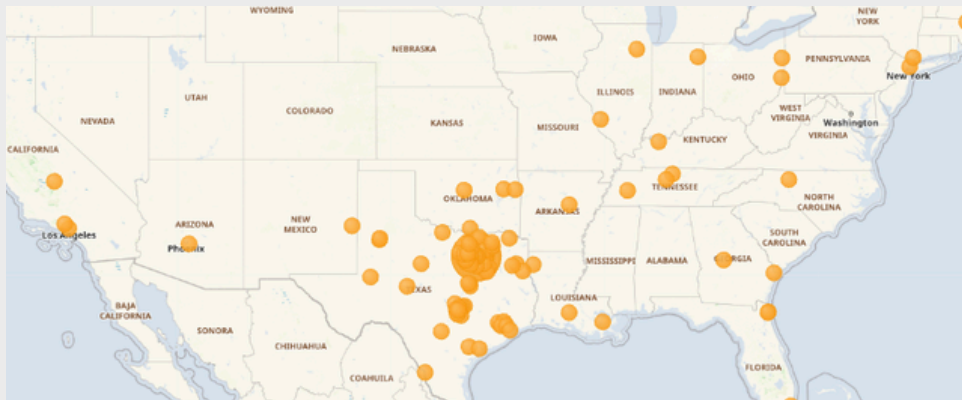 WYOMING
NEW
YORK
IOWA
NEBRASKA
PENNSYLVANIA
OHIO
New York
UTAH
ILLINOIS
INDIANA
COLORADO
WEST
VIRGINIA
NEVADA
KANSAS
MISSOURI
Washington
VIRGINIA
KENTUCKY
CALIFORNIA
TENNESSEE
OKLAHOMA
NORTH
CAROLINA
ARKANSAS
ARIZONA
NEW
MEXICO
Los Angeles
SOUTH
CAROLINA
Phoenix
MISSISSIPPI
ALABAMA
GEORGIA
TEXAS
LOUISIANA
BAJA
CALIFORNIA
SONORA
CHIHUAHUA
FLORIDA
COAHUILA